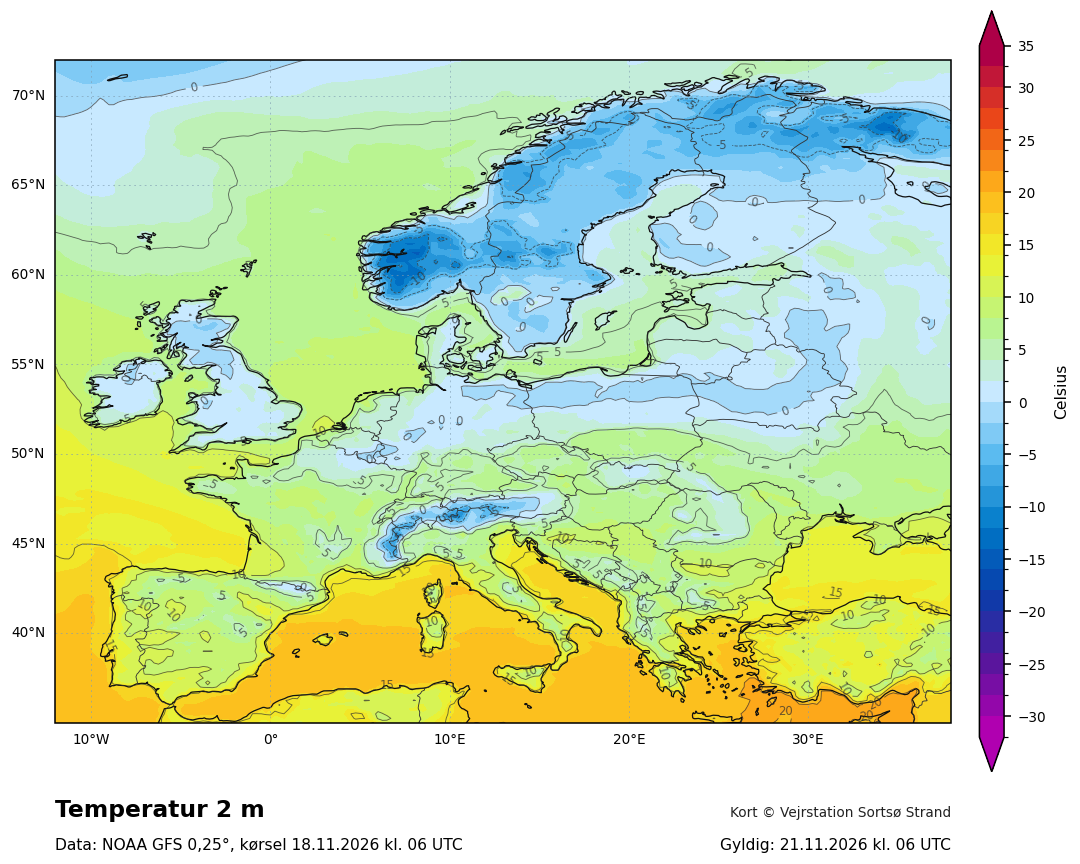 70°N
65°N
60°N
55°N
50°N
45°N
40°N
10°W
0°
10°E
20°E
30°E
35
30
25
20
15
10
5
0
−5
−10
−15
−20
−25
−30
Celsius
Temperatur 2 m
Kort © Vejrstation Sortsø Strand
Data: NOAA GFS 0,25°, kørsel 18.11.2026 kl. 06 UTC
Gyldig: 21.11.2026 kl. 06 UTC